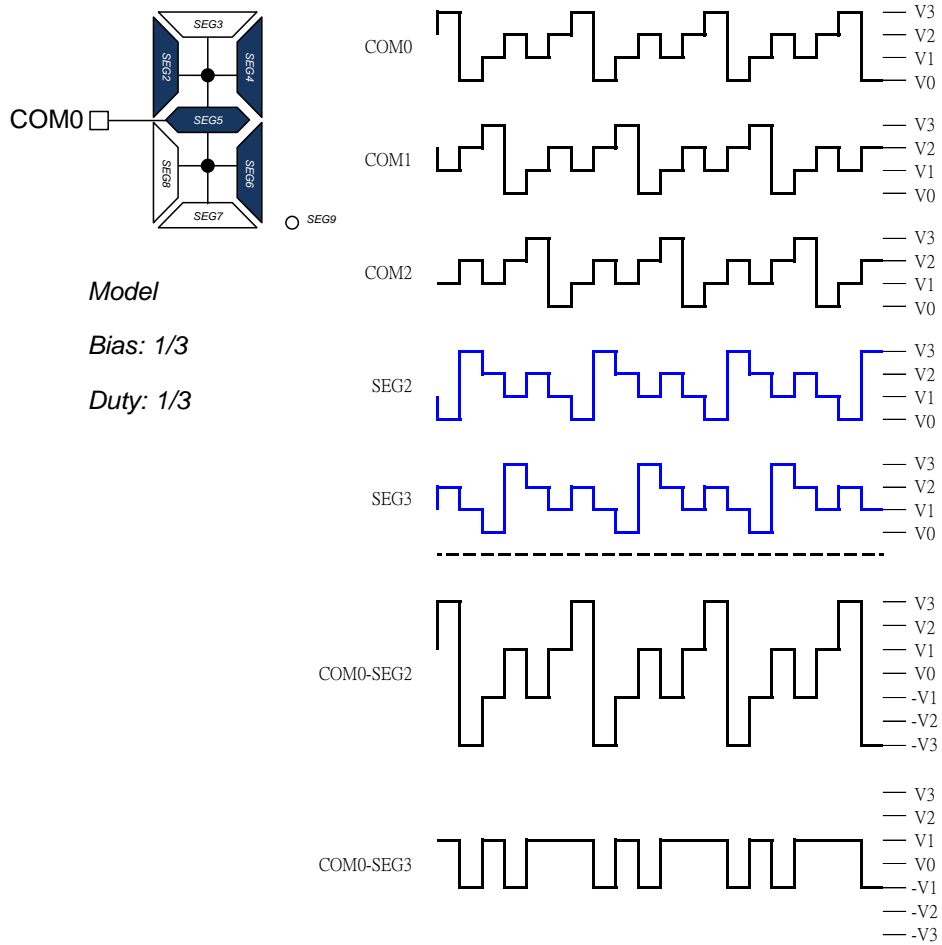 SEG3
SEG2
SEG4
COM0
SEG5
SEG8
SEG6
SEG7
SEG9
Model
Bias: 1/3
Duty: 1/3
COM0
V3
V2
V1
V0
COM1
V3
V2
V1
V0
COM2
V3
V2
V1
V0
SEG2
V3
V2
V1
V0
SEG3
V3
V2
V1
V0
COM0-SEG2
V3
V2
V1
V0
-V1
-V2
-V3
COM0-SEG3
V3
V2
V1
V0
-V1
-V2
-V3